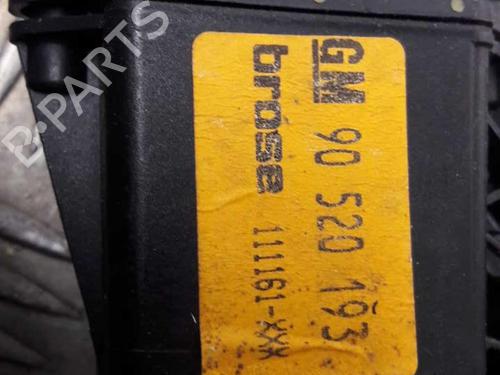 GM 90 520 193
brose 111161-XXX
B-PARTS